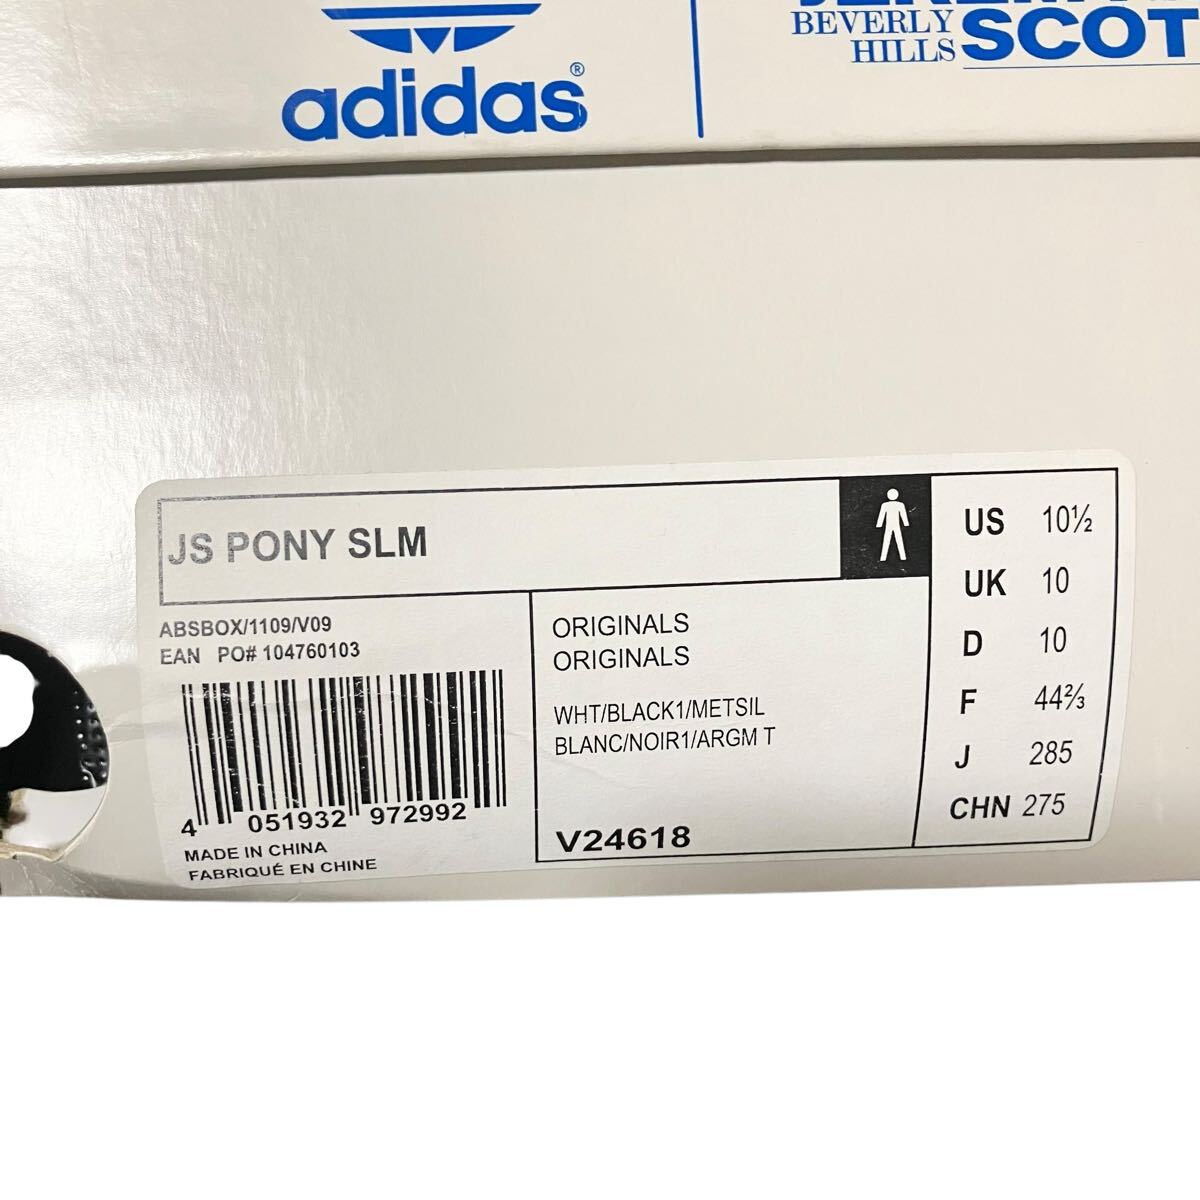 adidas®
BEVERLY
HILLS
JS PONY SLM
US 10½
UK 10
D 10
F 44⅔
J 285
CHN 275
ABSBOX/1109/V09
EAN PO# 104760103
4 051932 972992
MADE IN CHINA
FABRIQUÉ EN CHINE
ORIGINALS
ORIGINALS
WHT/BLACK1/METSIL
BLANC/NOIR1/ARGM T
V24618